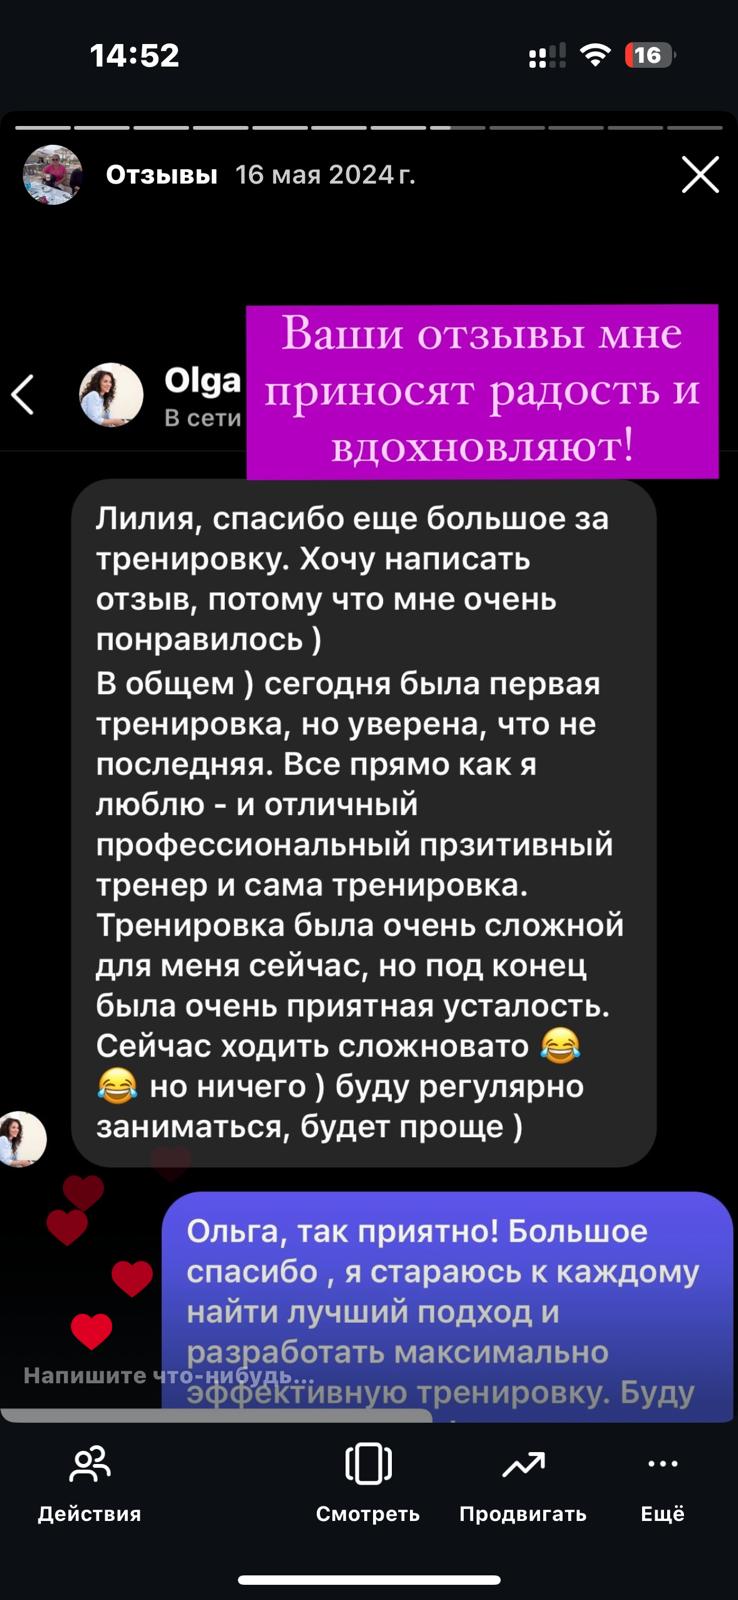 14:52
16
Отзывы 16 мая 2024 г.
Ваши отзывы мне
приносят радость и
вдохновляют!
Olga
В сети
Лилия, спасибо еще большое за
тренировку. Хочу написать
отзыв, потому что мне очень
понравилось )
В общем ) сегодня была первая
тренировка, но уверена, что не
последняя. Все прямо как я
люблю - и отличный
профессиональный прзитивный
тренер и сама тренировка.
Тренировка была очень сложной
для меня сейчас, но под конец
была очень приятная усталость.
Сейчас ходить сложновато 😂
😂 но ничего ) буду регулярно
заниматься, будет проще )
Ольга, так приятно! Большое
спасибо , я стараюсь к каждому
найти лучший подход и
разработать максимально
эффективную тренировку. Буду
Напишите что-нибудь...
Действия
Смотреть
Продвигать
Ещё